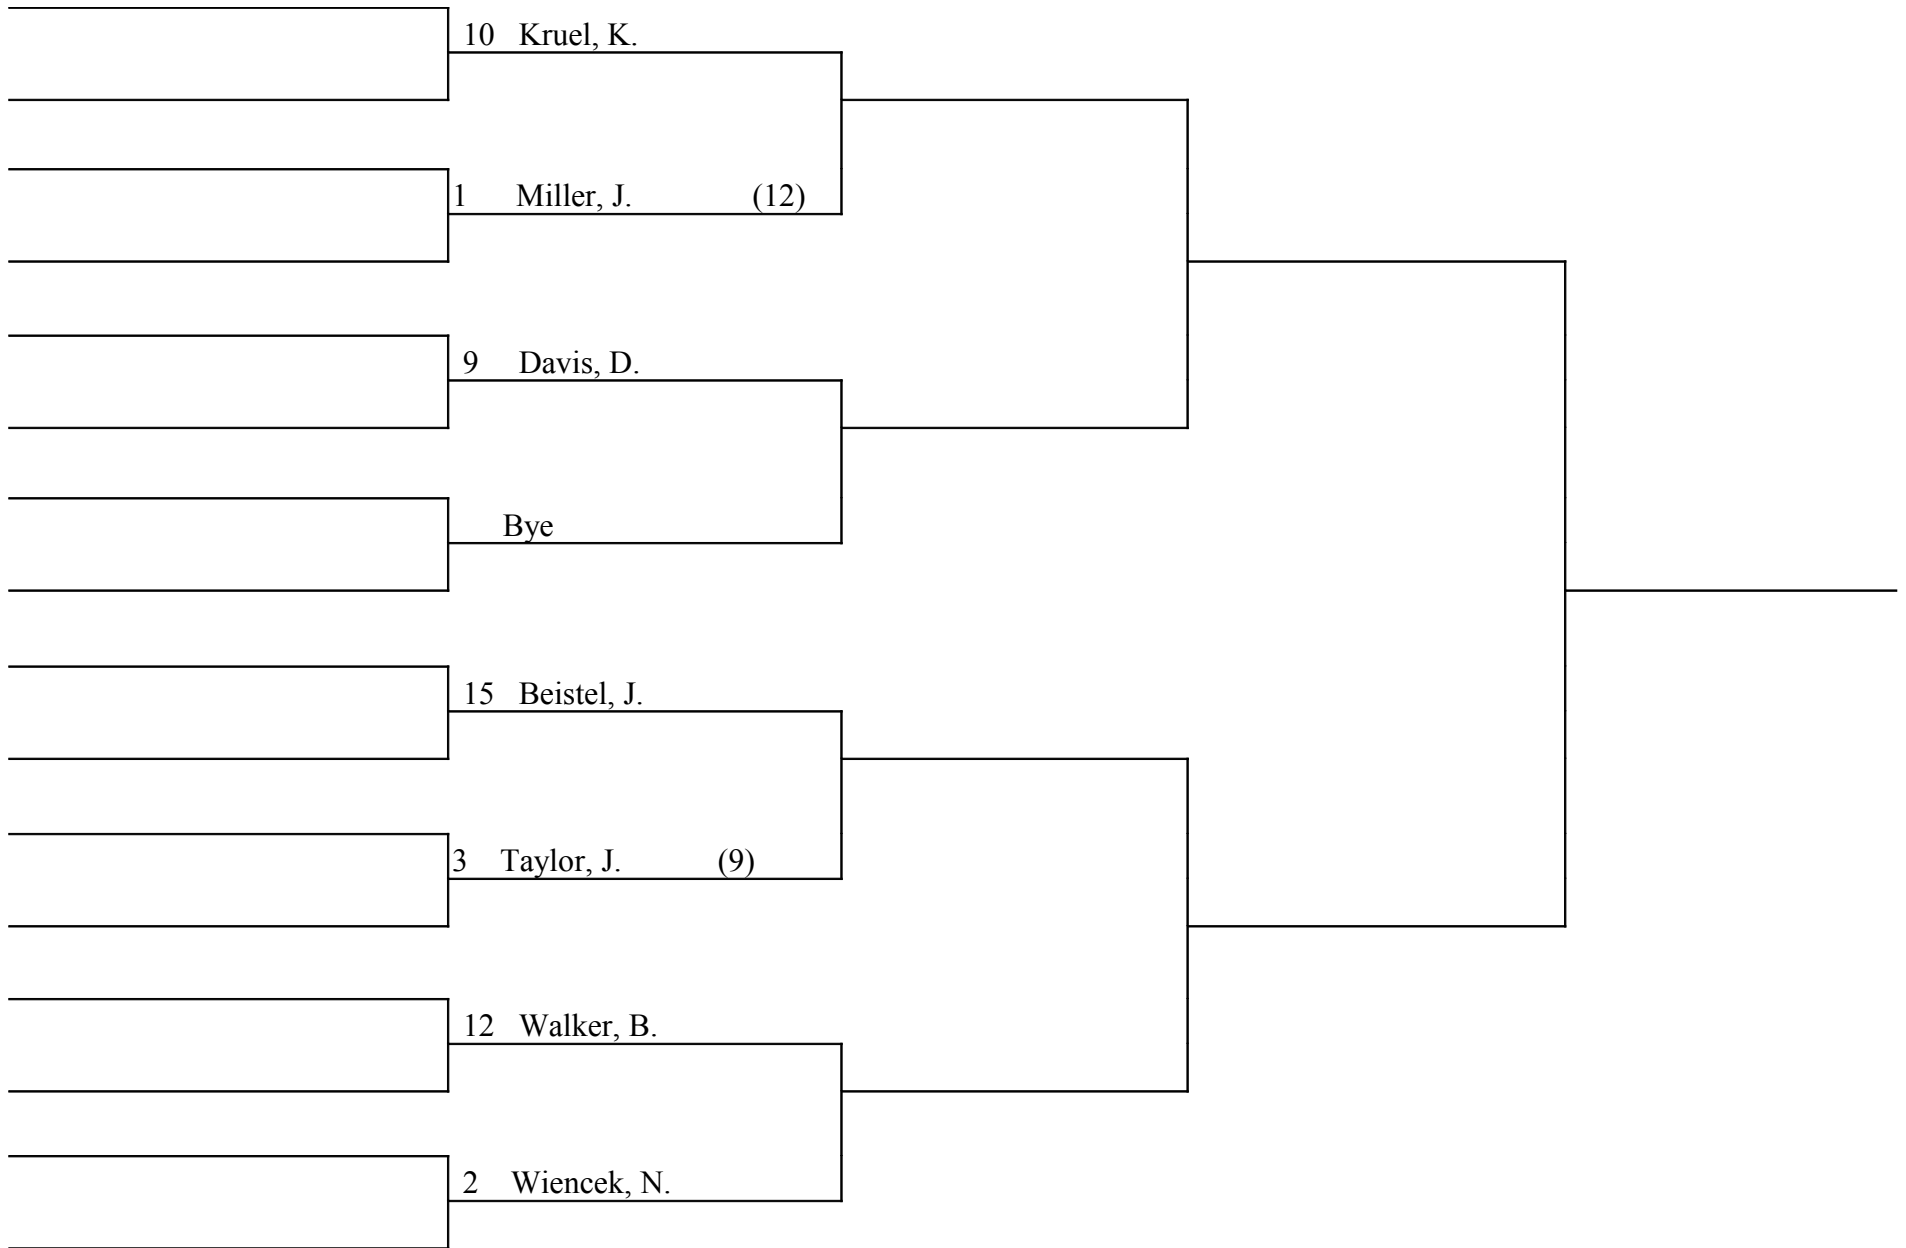 10 Kruel, K.
1 Miller, J. (12)
9 Davis, D.
Bye
15 Beistel, J.
3 Taylor, J. (9)
12 Walker, B.
2 Wiencek, N.